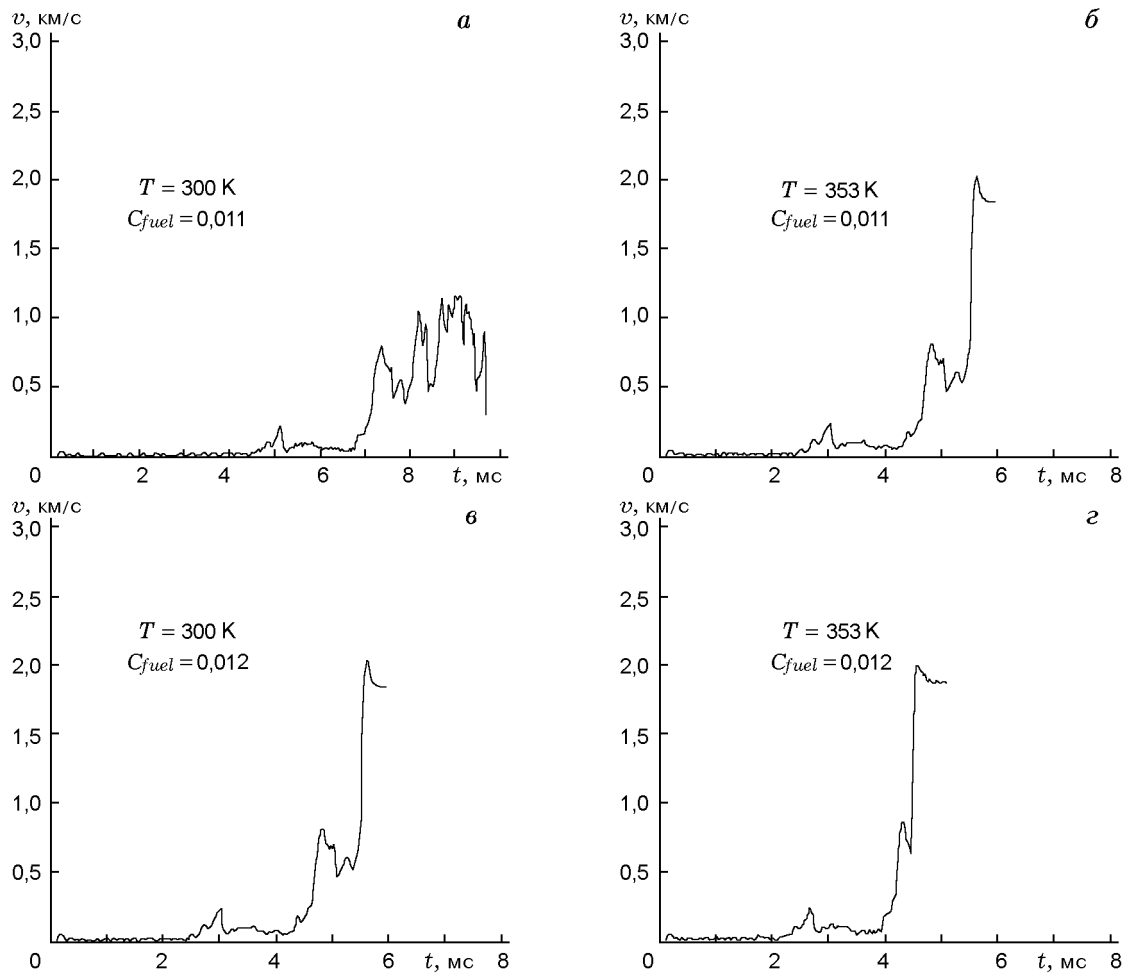 v, км/с
а
3,0
2,5
2,0
1,5
1,0
0,5
0
T = 300 K
C_fuel = 0,011
2
4
6
8
t, мс
v, км/с
б
3,0
2,5
2,0
1,5
1,0
0,5
0
T = 353 K
C_fuel = 0,011
2
4
6
t, мс
8
v, км/с
в
3,0
2,5
2,0
1,5
1,0
0,5
0
T = 300 K
C_fuel = 0,012
2
4
6
t, мс
8
v, км/с
г
3,0
2,5
2,0
1,5
1,0
0,5
0
T = 353 K
C_fuel = 0,012
2
4
6
t, мс
8